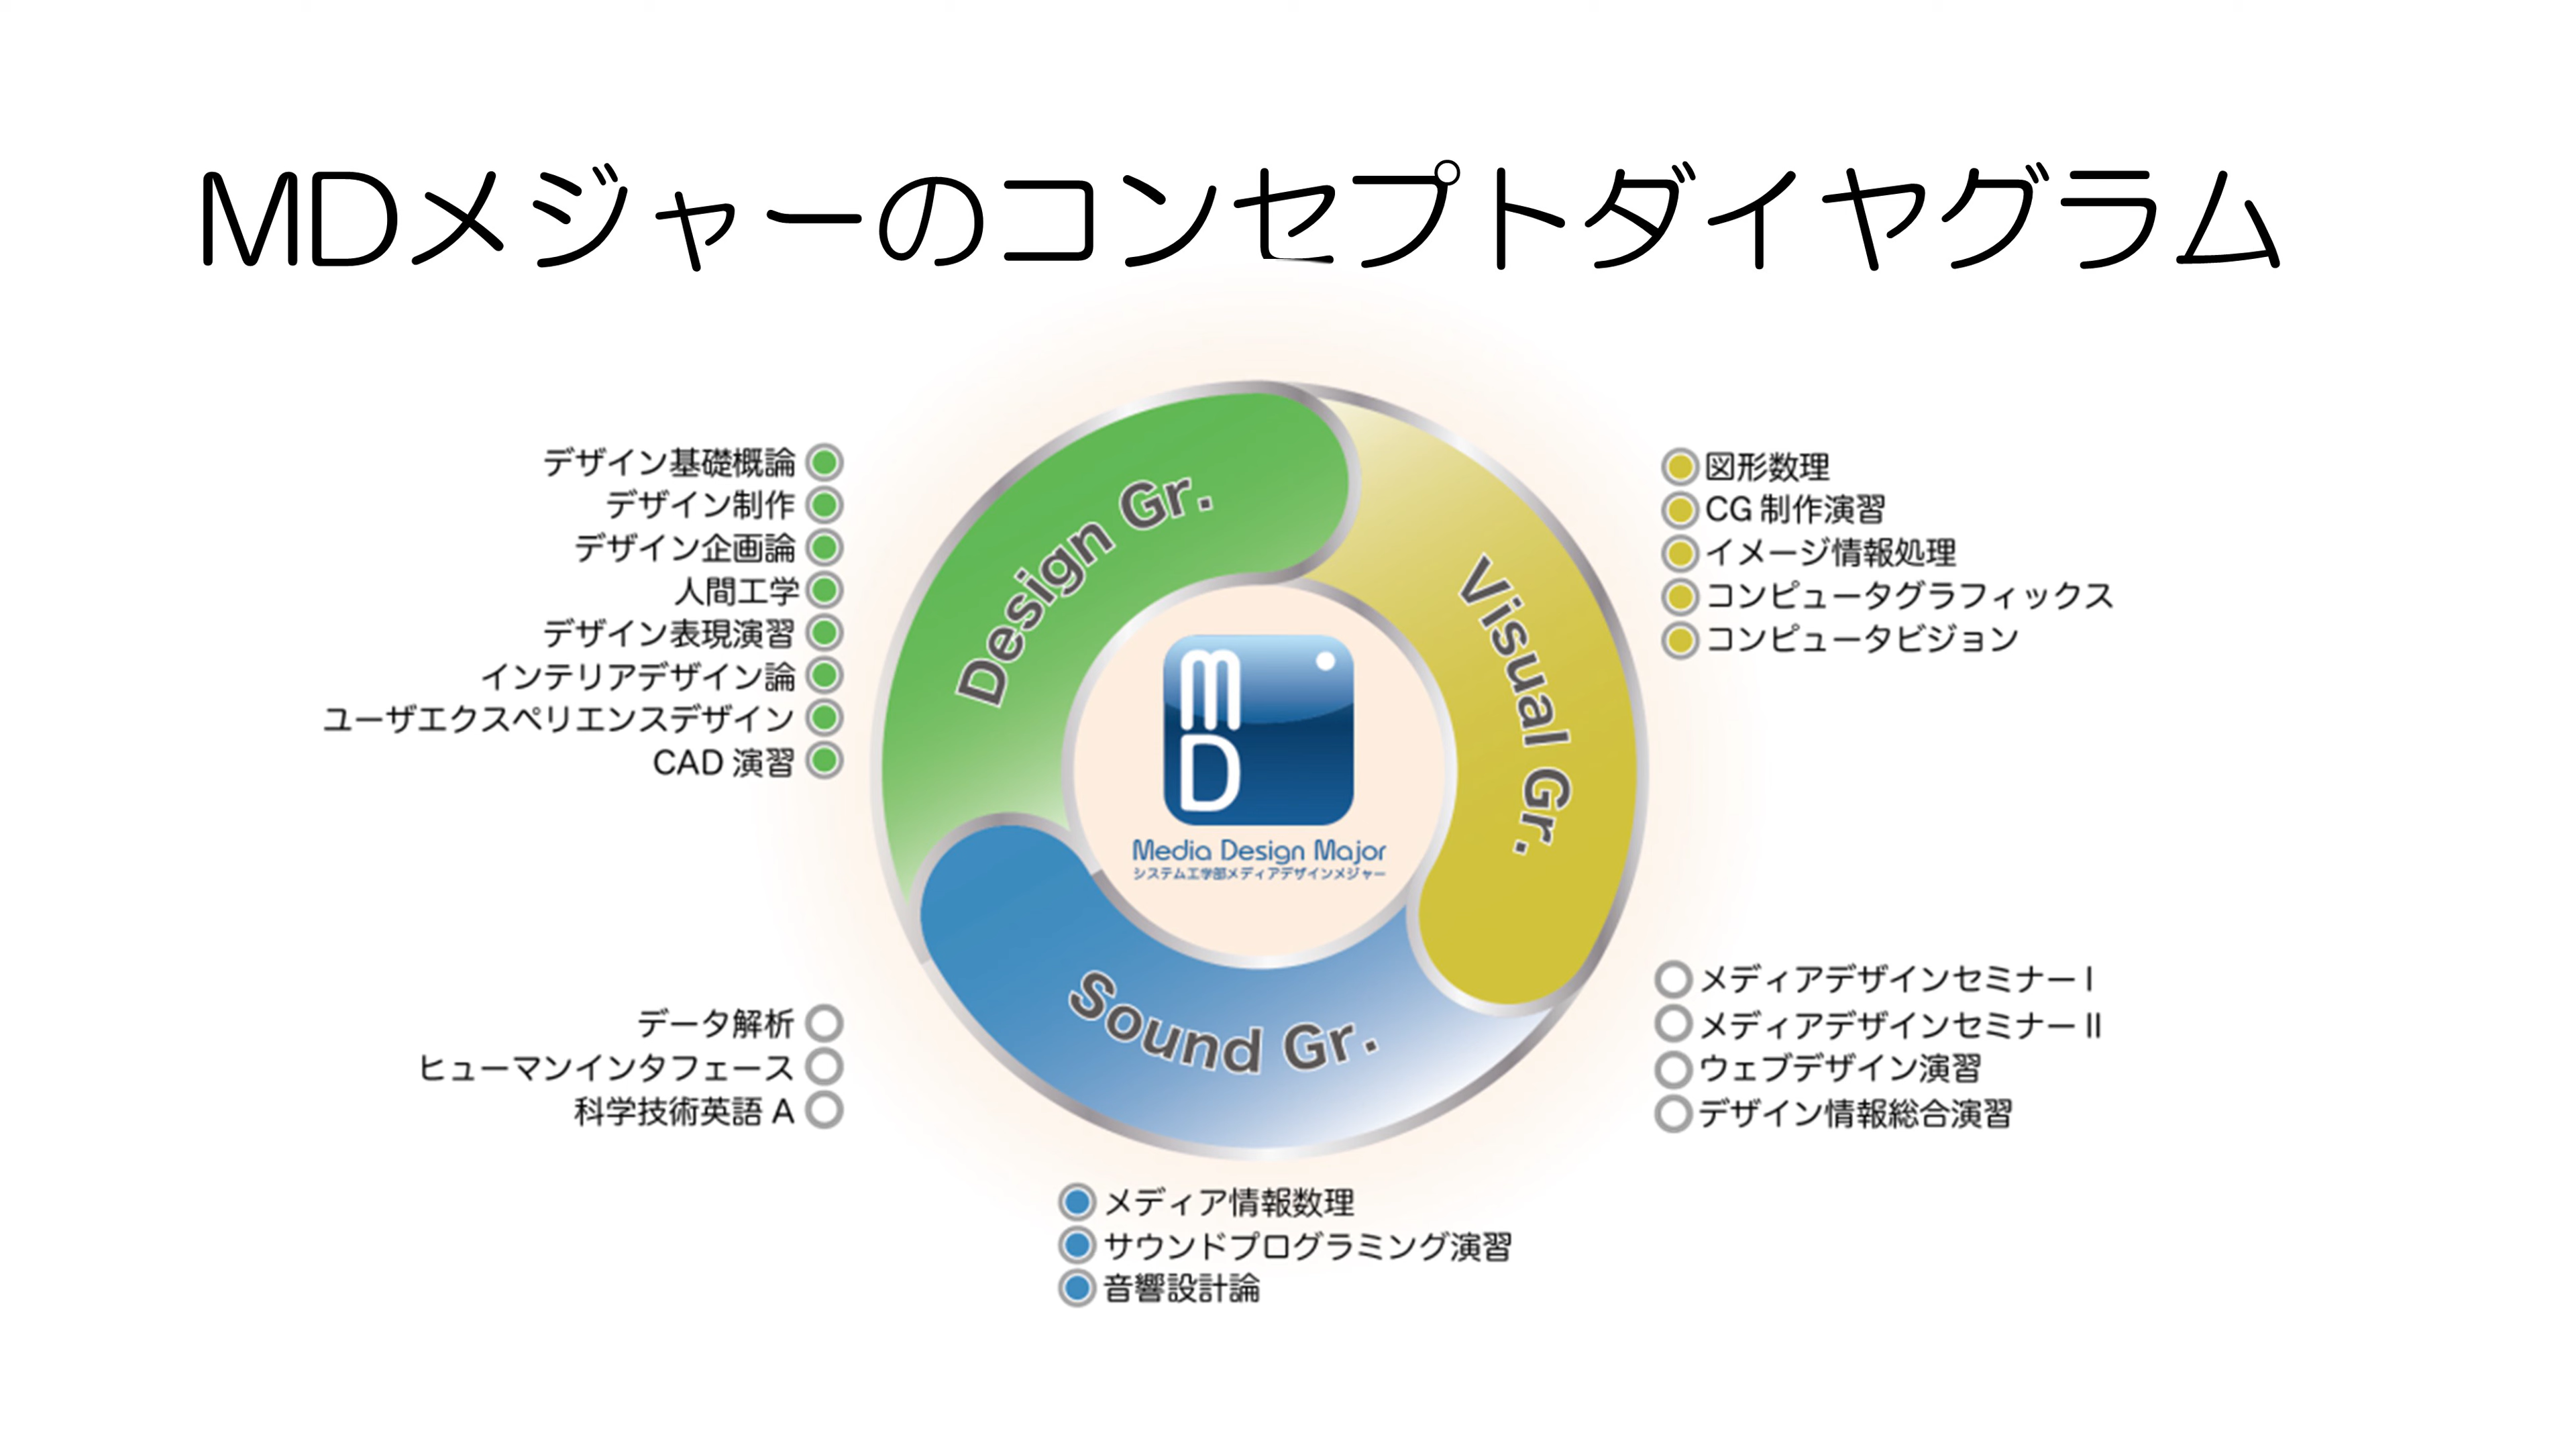 MDメジャーのコンセプトダイヤグラム
デザイン基礎概論
デザイン制作
デザイン企画論
人間工学
デザイン表現演習
インテリアデザイン論
ユーザエクスペリエンスデザイン
CAD 演習
Design Gr.
Visual Gr.
図形数理
CG 制作演習
イメージ情報処理
コンピュータグラフィックス
コンピュータビジョン
mD
Media Design Major
システム工学部メディアデザインメジャー
データ解析
ヒューマンインタフェース
科学技術英語 A
Sound Gr.
メディアデザインセミナー I
メディアデザインセミナー II
ウェブデザイン演習
デザイン情報総合演習
メディア情報数理
サウンドプログラミング演習
音響設計論